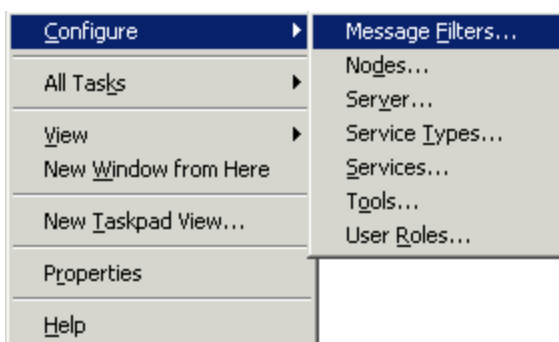 Configure
All Tasks
View
New Window from Here
New Taskpad View...
Properties
Help
Message Filters...
Nodes...
Server...
Service Types...
Services...
Tools...
User Roles...